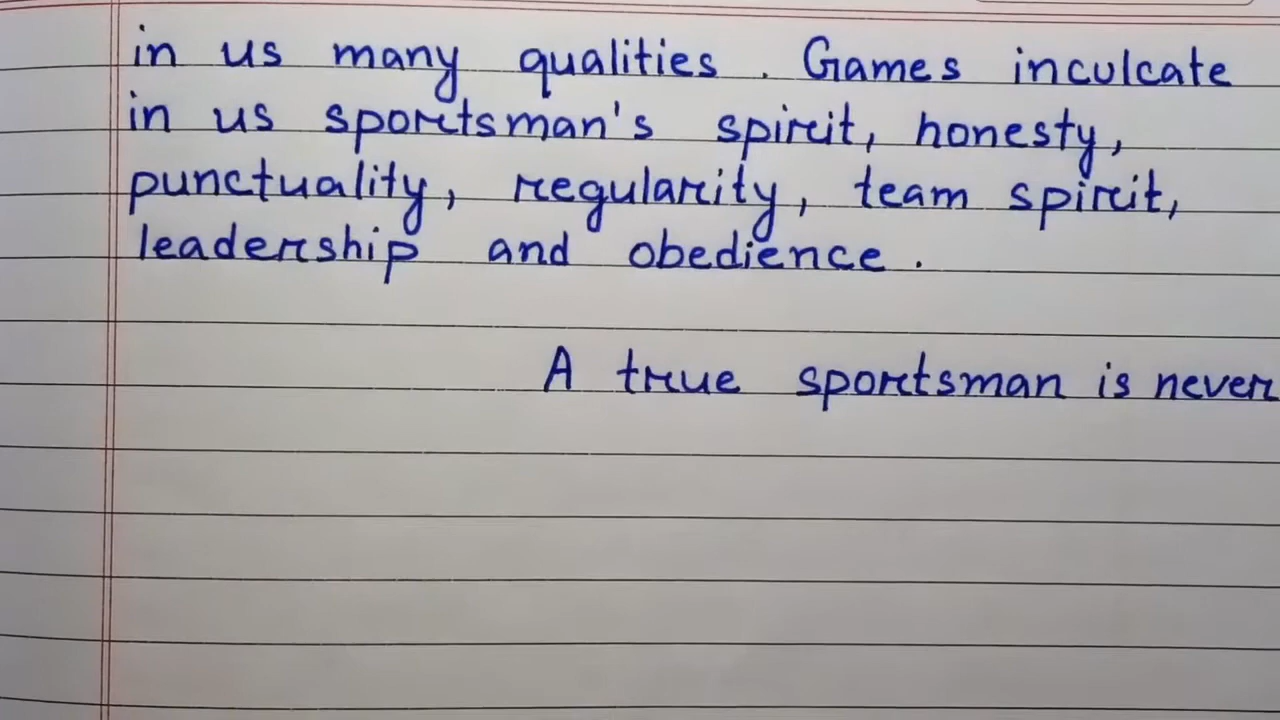 in us many qualities. Games inculcate
in us sportsman's spirit, honesty,
punctuality, regularity, team spirit,
leadership and obedience.
A true sportsman is never